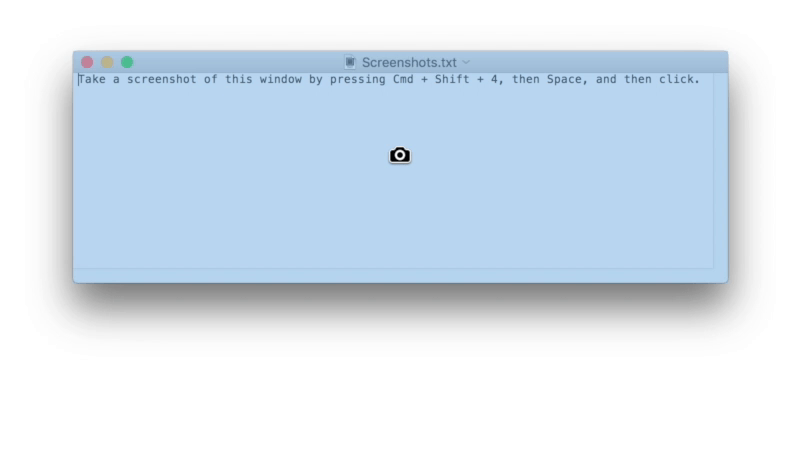 Screenshots.txt
Take a screenshot of this window by pressing Cmd + Shift + 4, then Space, and then click.